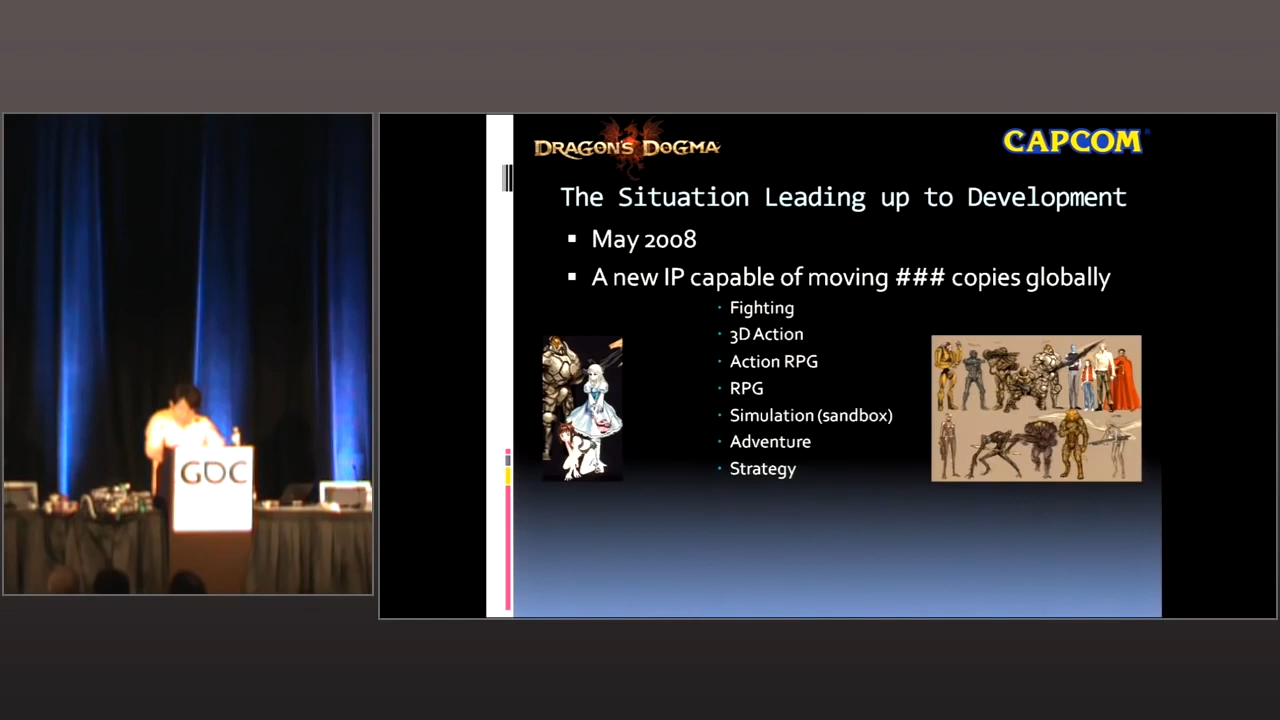 DRAGON'S DOGMA
CAPCOM
The Situation Leading up to Development
May 2008
A new IP capable of moving ### copies globally
Fighting
3D Action
Action RPG
RPG
Simulation (sandbox)
Adventure
Strategy
GDC